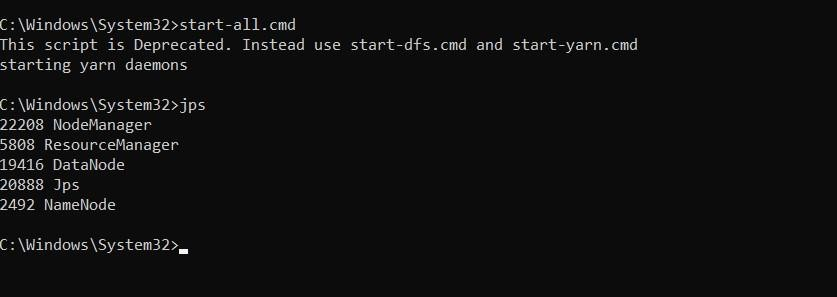 C:\Windows\System32>start-all.cmd
This script is Deprecated. Instead use start-dfs.cmd and start-yarn.cmd
starting yarn daemons
C:\Windows\System32>jps
22208 NodeManager
5808 ResourceManager
19416 DataNode
20888 Jps
2492 NameNode
C:\Windows\System32>